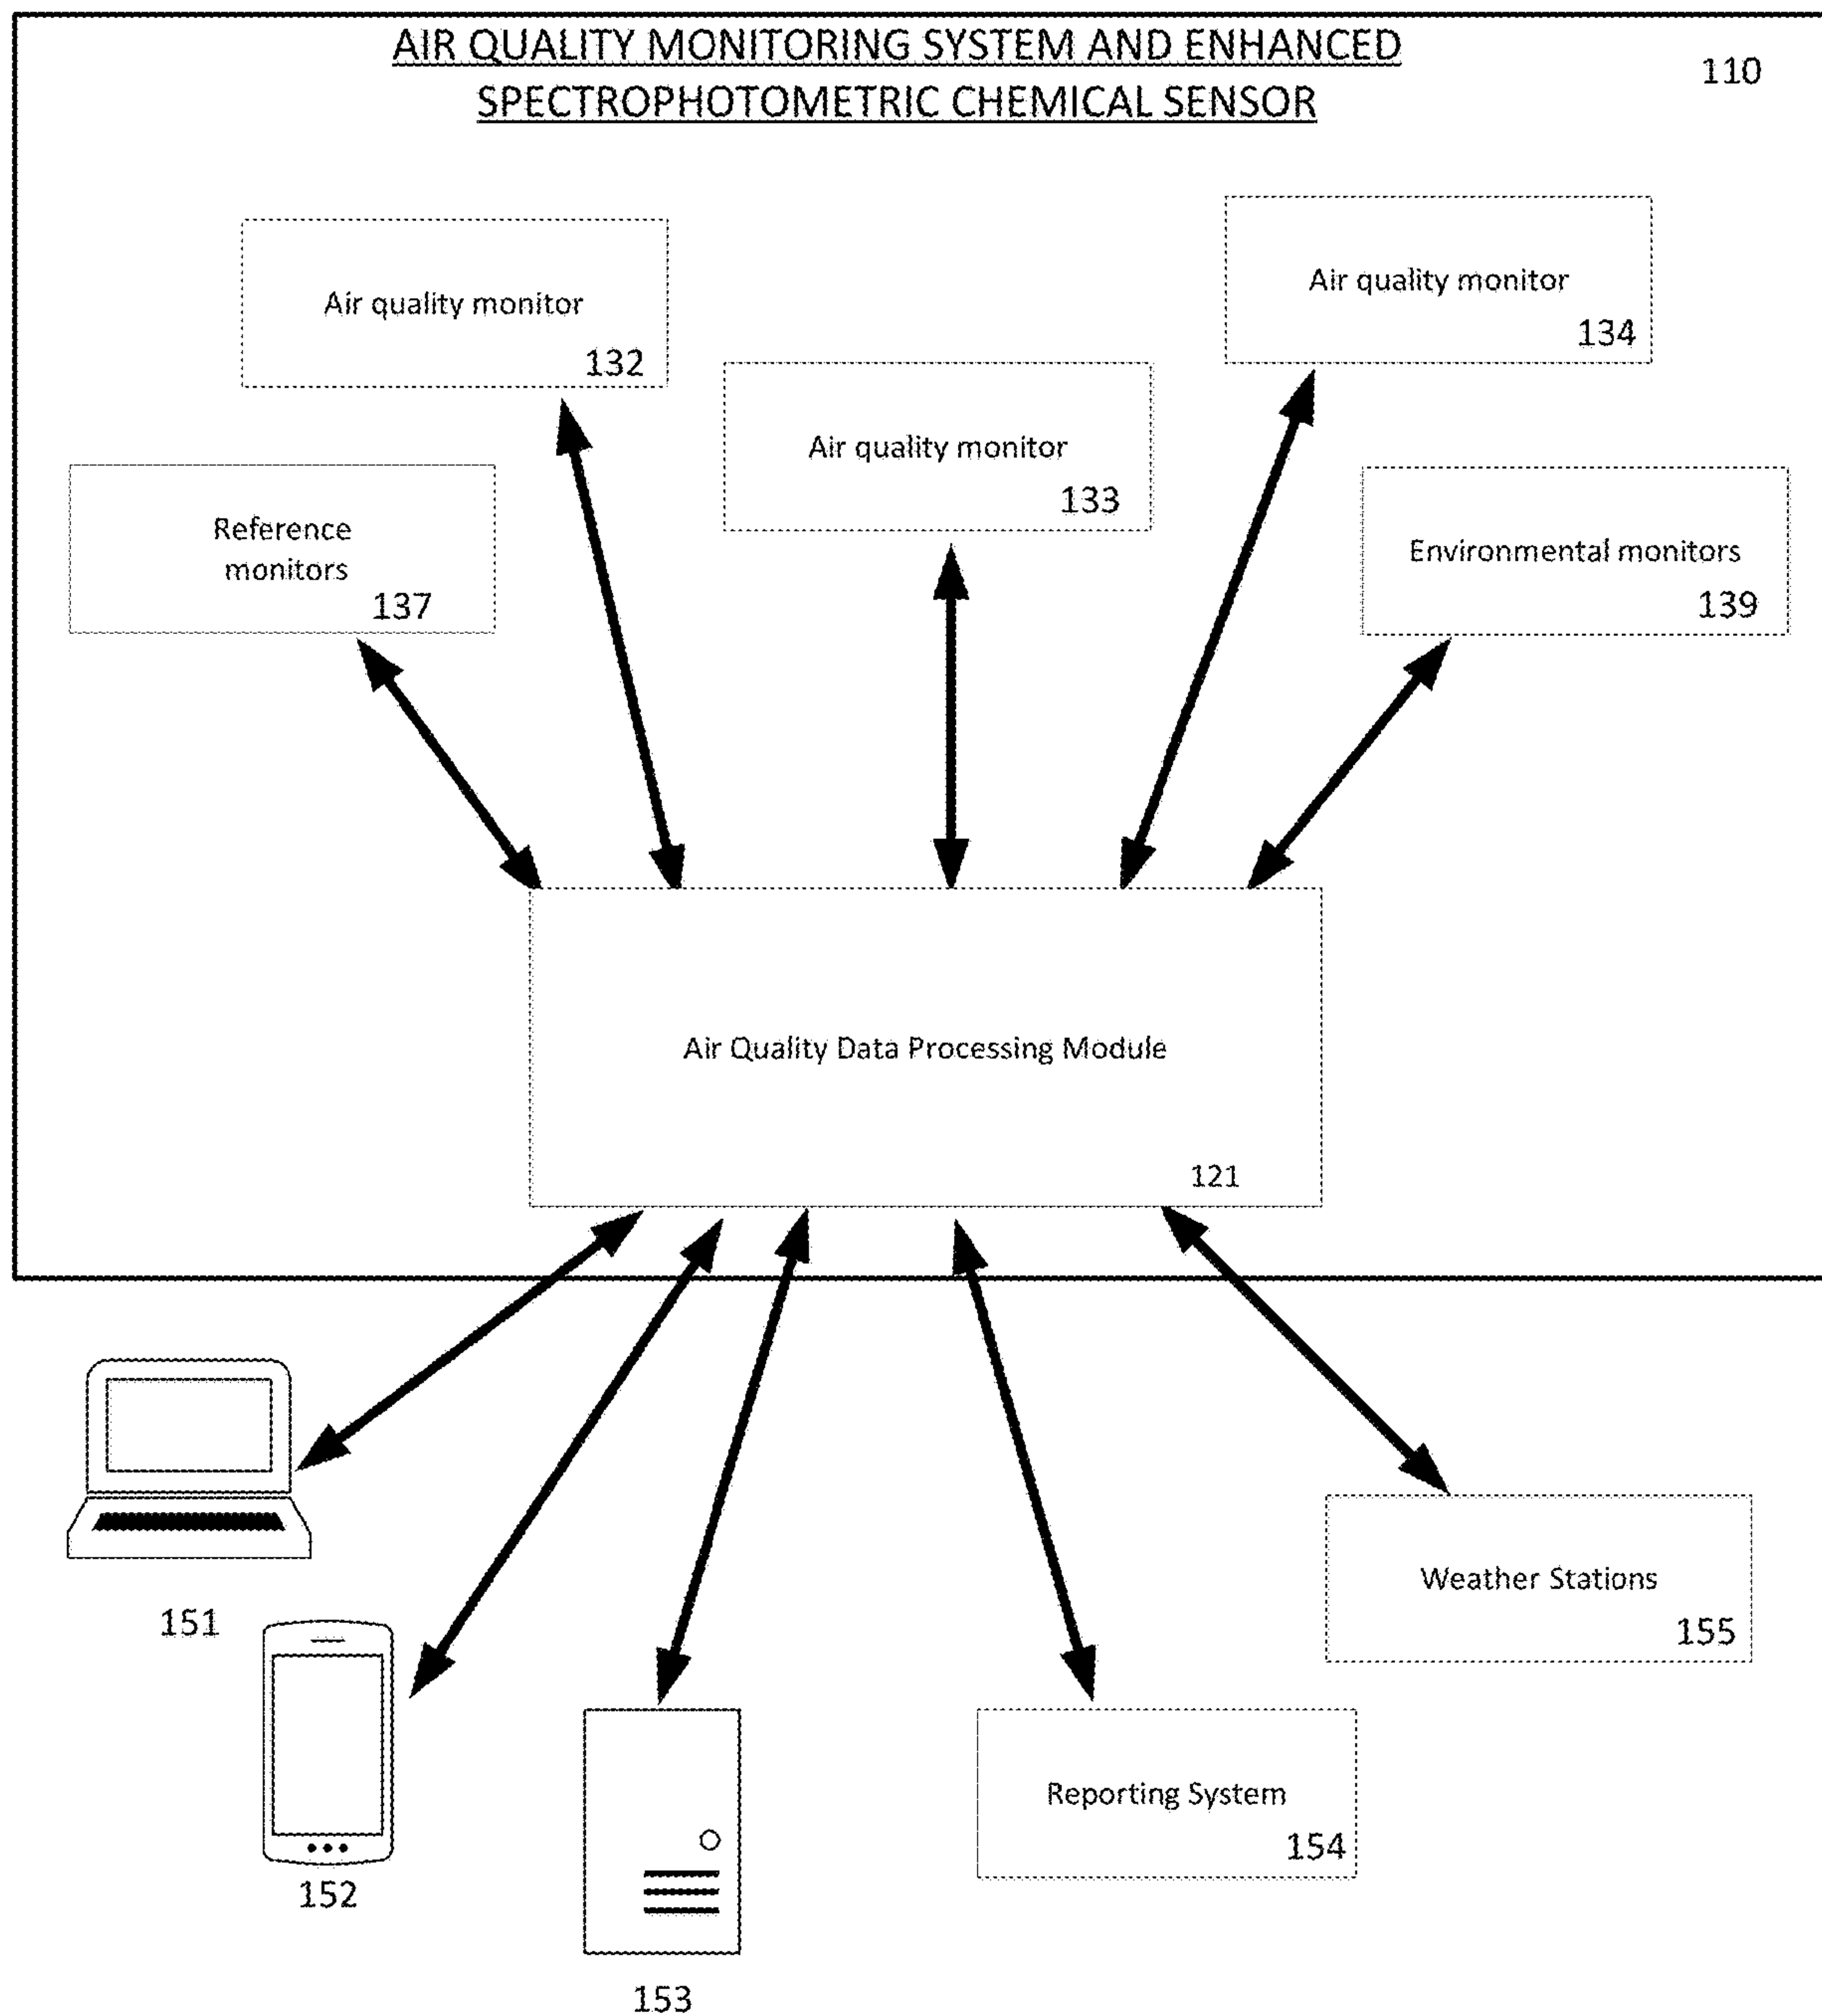 AIR QUALITY MONITORING SYSTEM AND ENHANCED
SPECTROPHOTOMETRIC CHEMICAL SENSOR
110
Air quality monitor
132
Air quality monitor
133
Air quality monitor
134
Reference
monitors
137
Environmental monitors
139
Air Quality Data Processing Module
121
151
152
153
Reporting System
154
Weather Stations
155